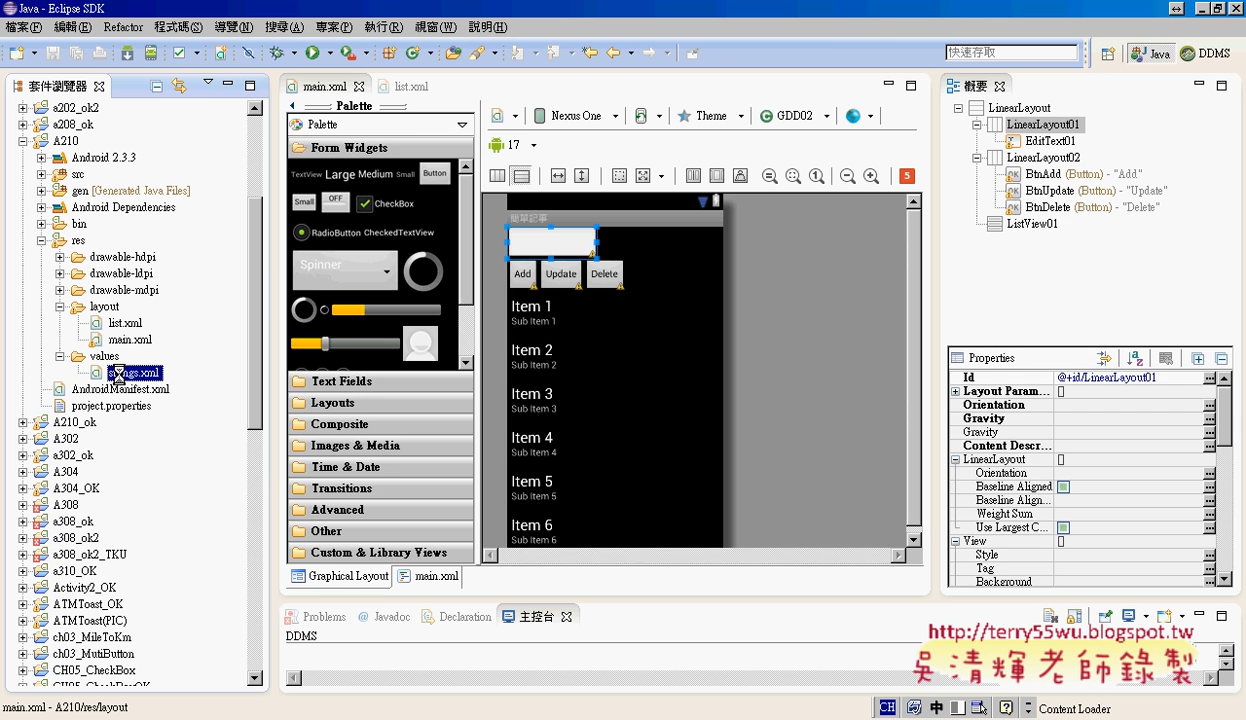 Java - Eclipse SDK
檔案(F) 編輯(E) Refactor 程式碼(S) 導覽(N) 搜尋(A) 專案(P) 執行(R) 視窗(W) 說明(H)
快速存取
Java
DDMS
套件瀏覽器
a202_ok2
a208_ok
A210
Android 2.3.3
src
gen [Generated Java Files]
Android Dependencies
bin
res
drawable-hdpi
drawable-ldpi
drawable-mdpi
layout
list.xml
main.xml
values
AndroidManifest.xml
project.properties
A210_ok
A302
a302_ok
A304
A304_OK
A308
a308_ok
a308_ok2
a308_ok2_TKU
a310_OK
Activity2_OK
ATMToast_OK
ATMToast(PIC)
ch03_MileToKm
ch03_MutiButton
CH05_CheckBox
CH05_CheckBoxOK
main.xml
list.xml
Palette
Palette
Form Widgets
TextView Large Medium Small Button
Small OFF CheckBox
RadioButton CheckedTextView
Spinner
Text Fields
Layouts
Composite
Images & Media
Time & Date
Transitions
Advanced
Other
Custom & Library Views
Graphical Layout
main.xml
Nexus One
Theme
GDD02
17
5
簡單記事
Add Update Delete
Item 1
Sub Item 1
Item 2
Sub Item 2
Item 3
Sub Item 3
Item 4
Sub Item 4
Item 5
Sub Item 5
Item 6
Sub Item 6
概要
LinearLayout
LinearLayout01
EditText01
LinearLayout02
BtnAdd (Button) - "Add"
BtnUpdate (Button) - "Update"
BtnDelete (Button) - "Delete"
ListView01
Properties
Id @+id/LinearLayout01
Layout Param... []
Orientation
Gravity
Gravity
Content Descr...
LinearLayout []
Orientation
Baseline Aligned
Baseline Align...
Weight Sum
Use Largest C...
View []
Style
Tag
Background
Problems
Javadoc
Declaration
主控台
DDMS
http://terry55wu.blogspot.tw
吳清輝老師錄製
main.xml - A210/res/layout
CH
中
Content Loader